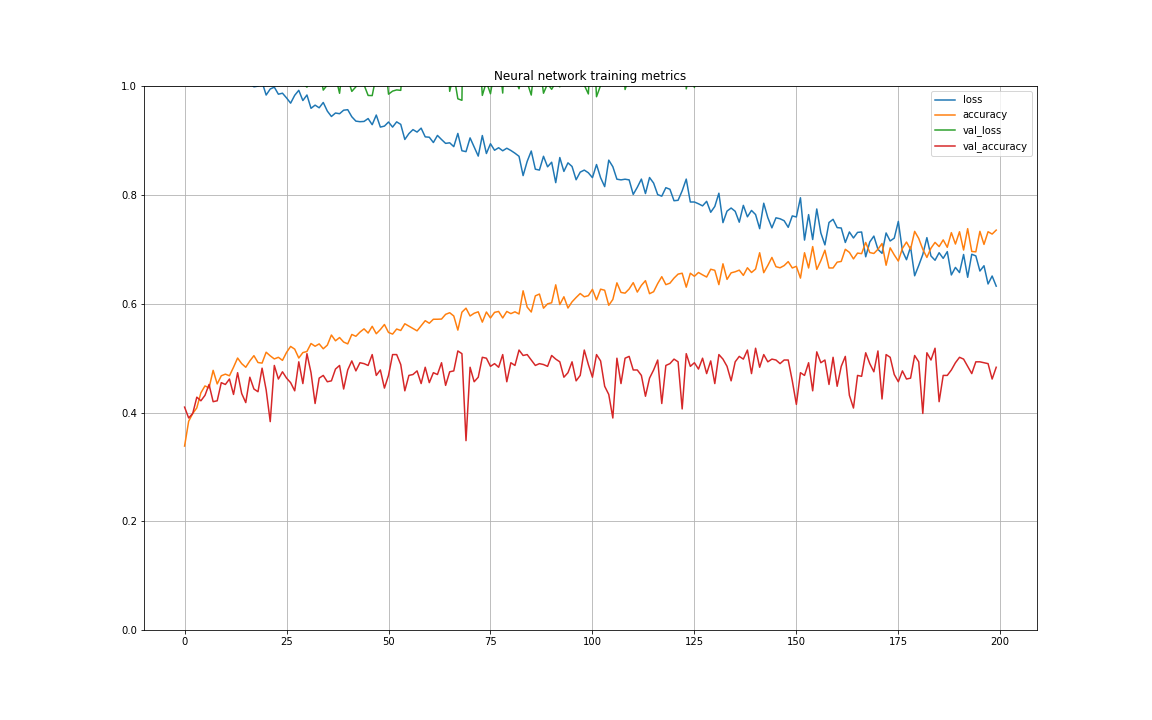 Neural network training metrics
1.0
0.8
0.6
0.4
0.2
0.0
0 25 50 75 100 125 150 175 200
loss
accuracy
val_loss
val_accuracy